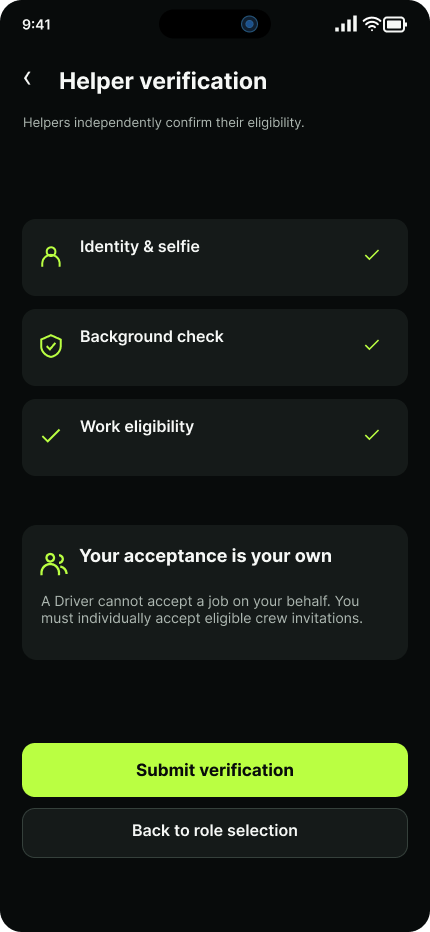 9:41
Helper verification
Helpers independently confirm their eligibility.
Identity & selfie
Background check
Work eligibility
Your acceptance is your own
A Driver cannot accept a job on your behalf. You
must individually accept eligible crew invitations.
Submit verification
Back to role selection